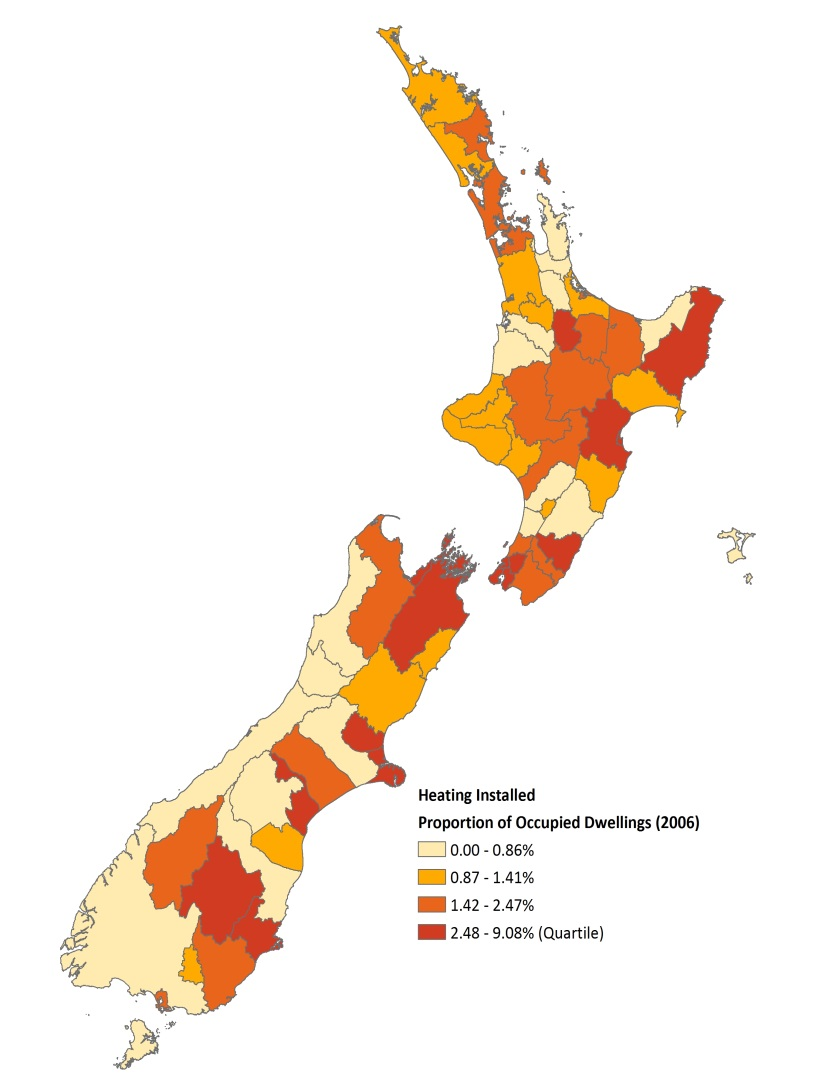 Heating Installed
Proportion of Occupied Dwellings (2006)
0.00 - 0.86%
0.87 - 1.41%
1.42 - 2.47%
2.48 - 9.08% (Quartile)